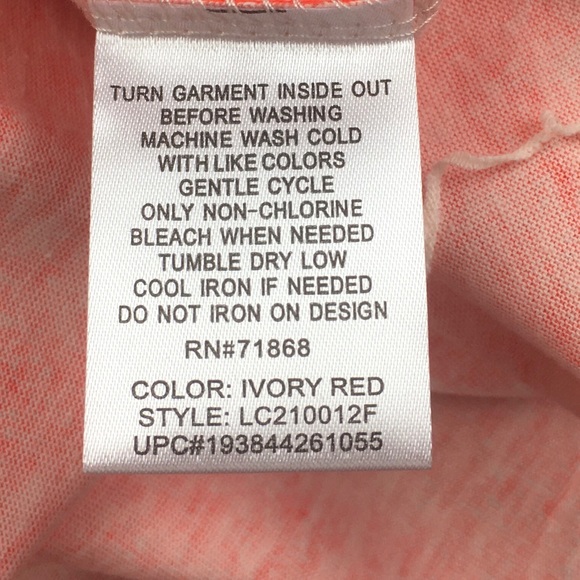 TURN GARMENT INSIDE OUT
BEFORE WASHING
MACHINE WASH COLD
WITH LIKE COLORS
GENTLE CYCLE
ONLY NON-CHLORINE
BLEACH WHEN NEEDED
TUMBLE DRY LOW
COOL IRON IF NEEDED
DO NOT IRON ON DESIGN
RN#71868
COLOR: IVORY RED
STYLE: LC210012F
UPC#193844261055